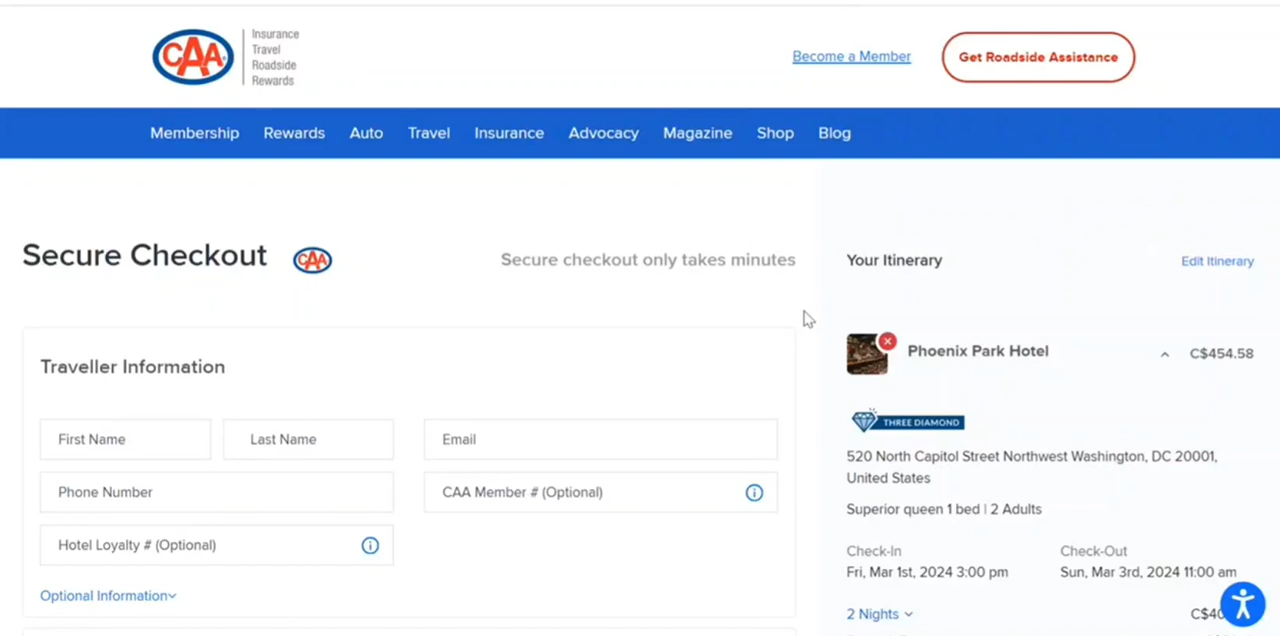 CAA
Insurance
Travel
Roadside
Rewards
Become a Member
Get Roadside Assistance
Membership Rewards Auto Travel Insurance Advocacy Magazine Shop Blog
Secure Checkout CAA Secure checkout only takes minutes
Traveller Information
First Name Last Name Email
Phone Number CAA Member # (Optional)
Hotel Loyalty # (Optional)
Optional Information
Your Itinerary Edit Itinerary
Phoenix Park Hotel C$454.58
THREE DIAMOND
520 North Capitol Street Northwest Washington, DC 20001,
United States
Superior queen 1 bed | 2 Adults
Check-In Check-Out
Fri, Mar 1st, 2024 3:00 pm Sun, Mar 3rd, 2024 11:00 am
2 Nights